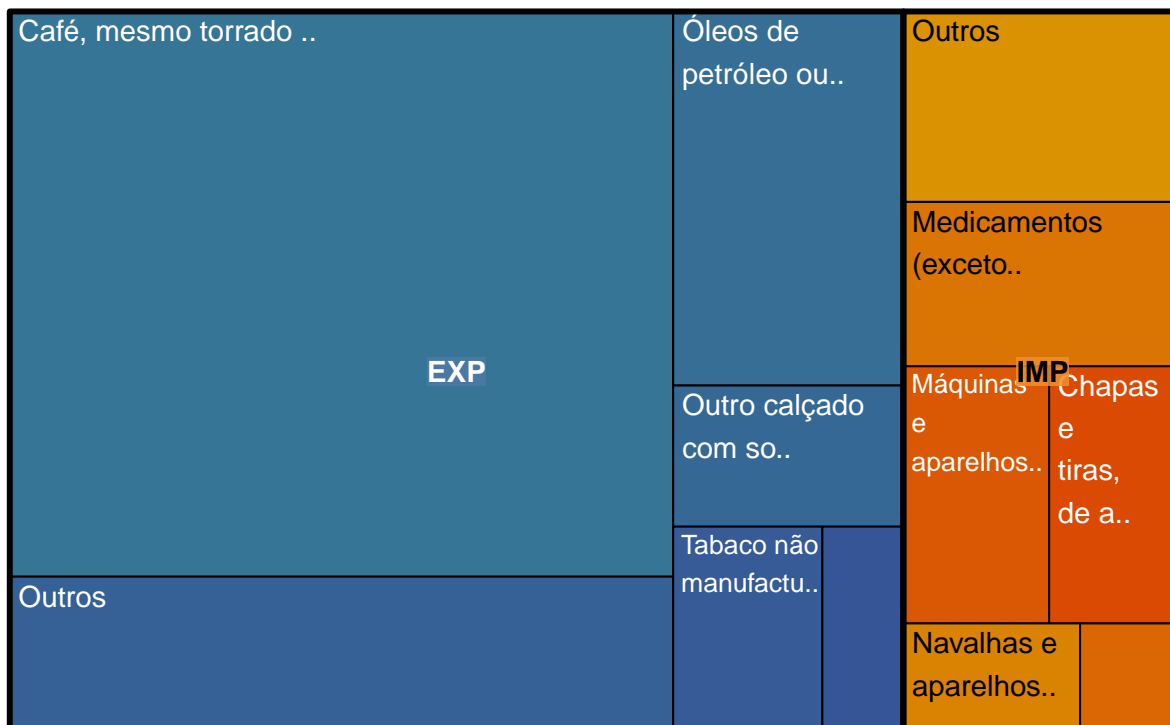 Café, mesmo torrado ..
Óleos de
petróleo ou..
Outros
Medicamentos
(exceto..
EXP
IMP
Máquinas
e
aparelhos..
Chapas
e
tiras,
de a..
Outro calçado
com so..
Tabaco não
manufactu..
Outros
Navalhas e
aparelhos..